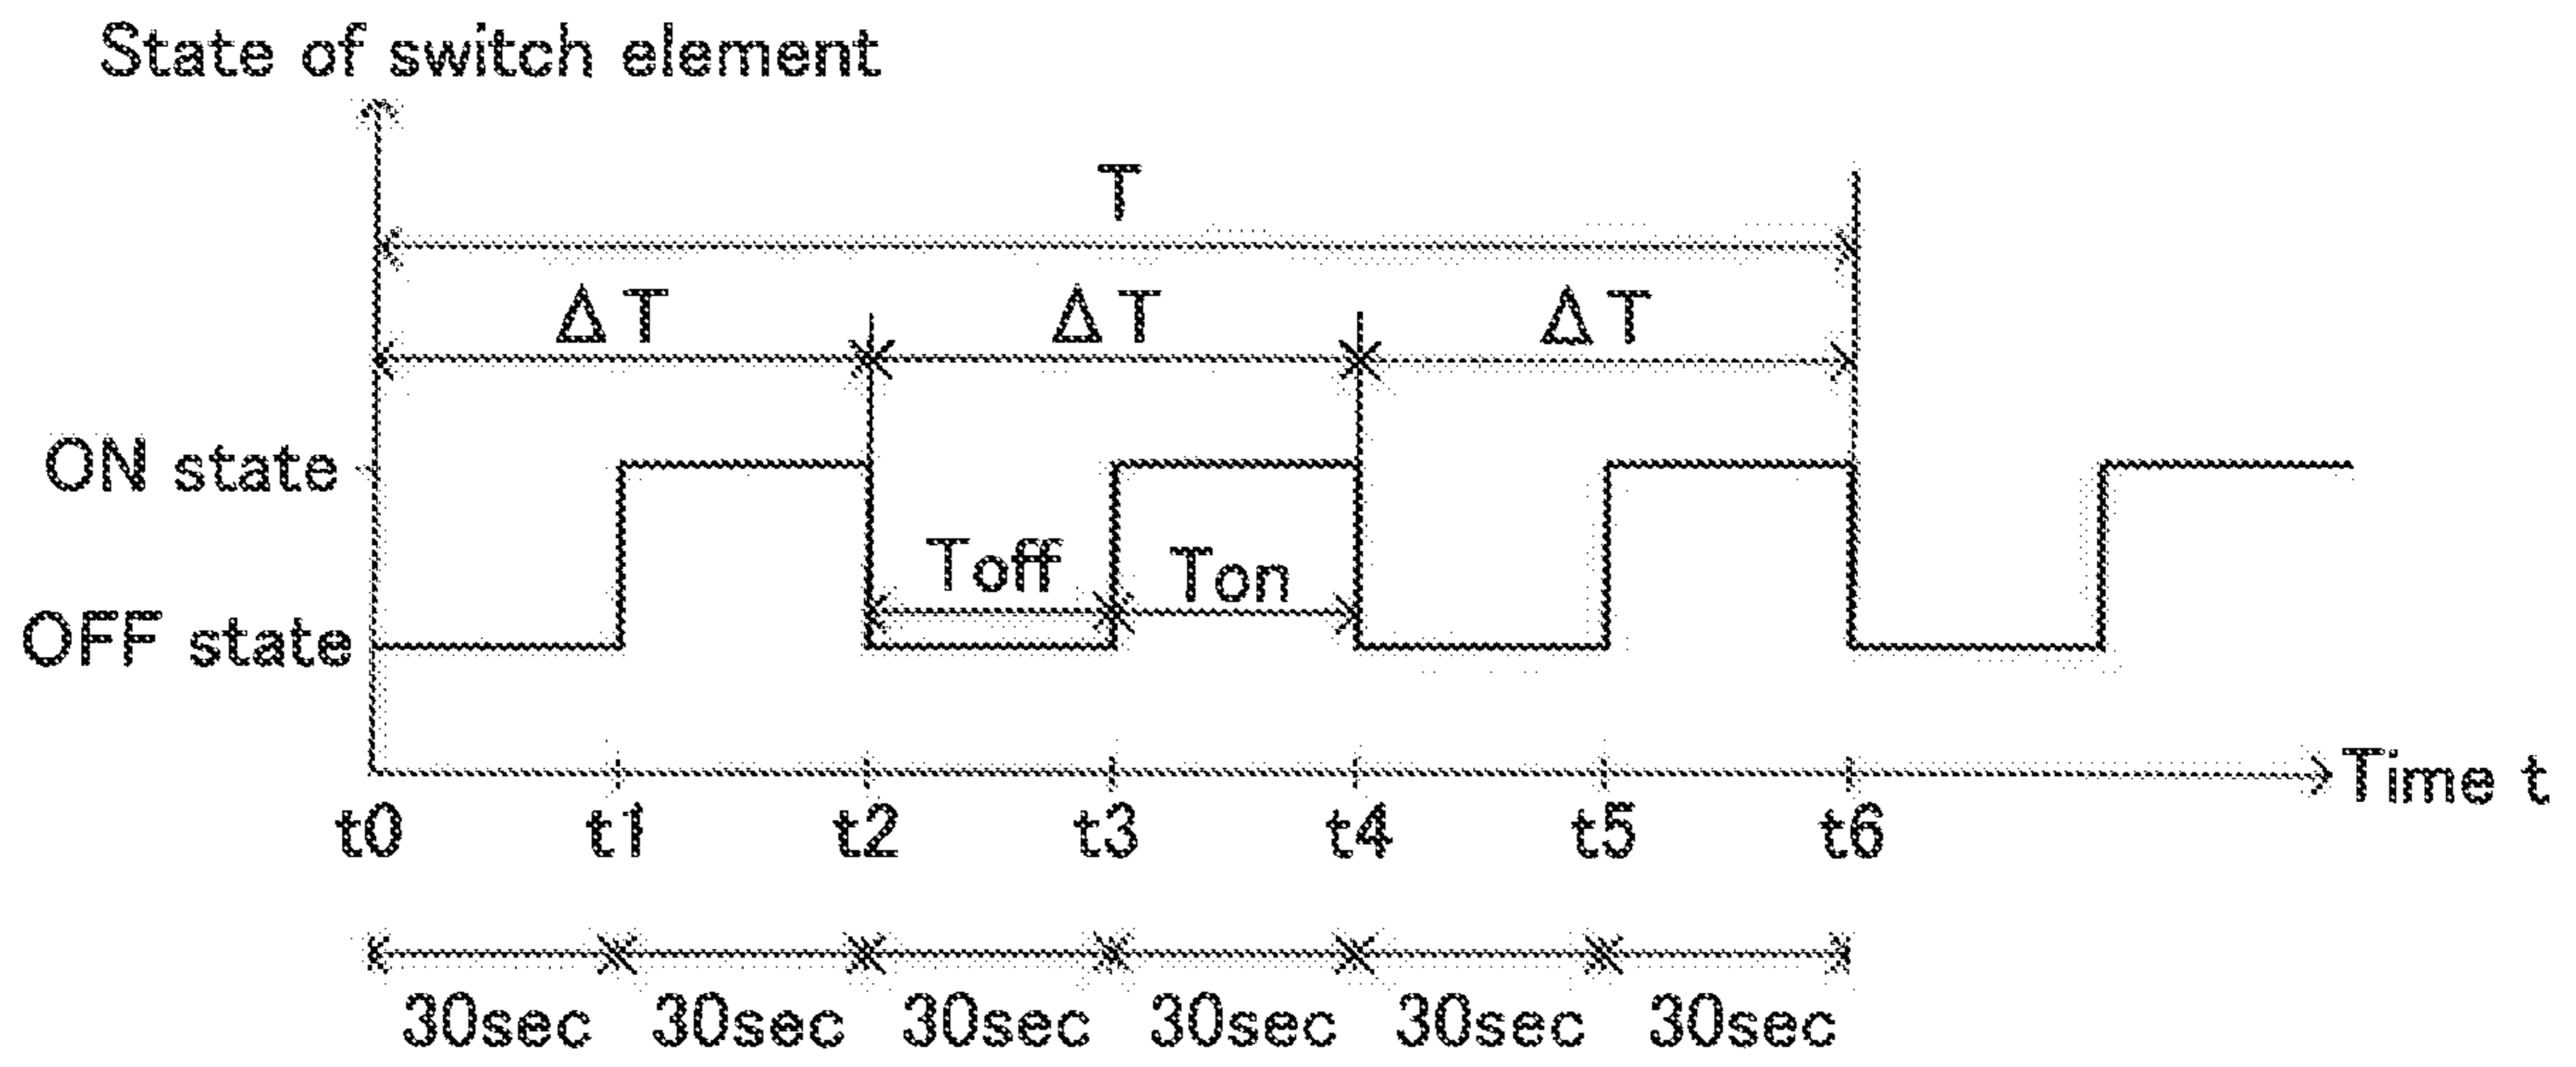 State of switch element
T
ΔT ΔT ΔT
ON state
Toff Ton
OFF state
Time t
t0 t1 t2 t3 t4 t5 t6
30sec 30sec 30sec 30sec 30sec 30sec